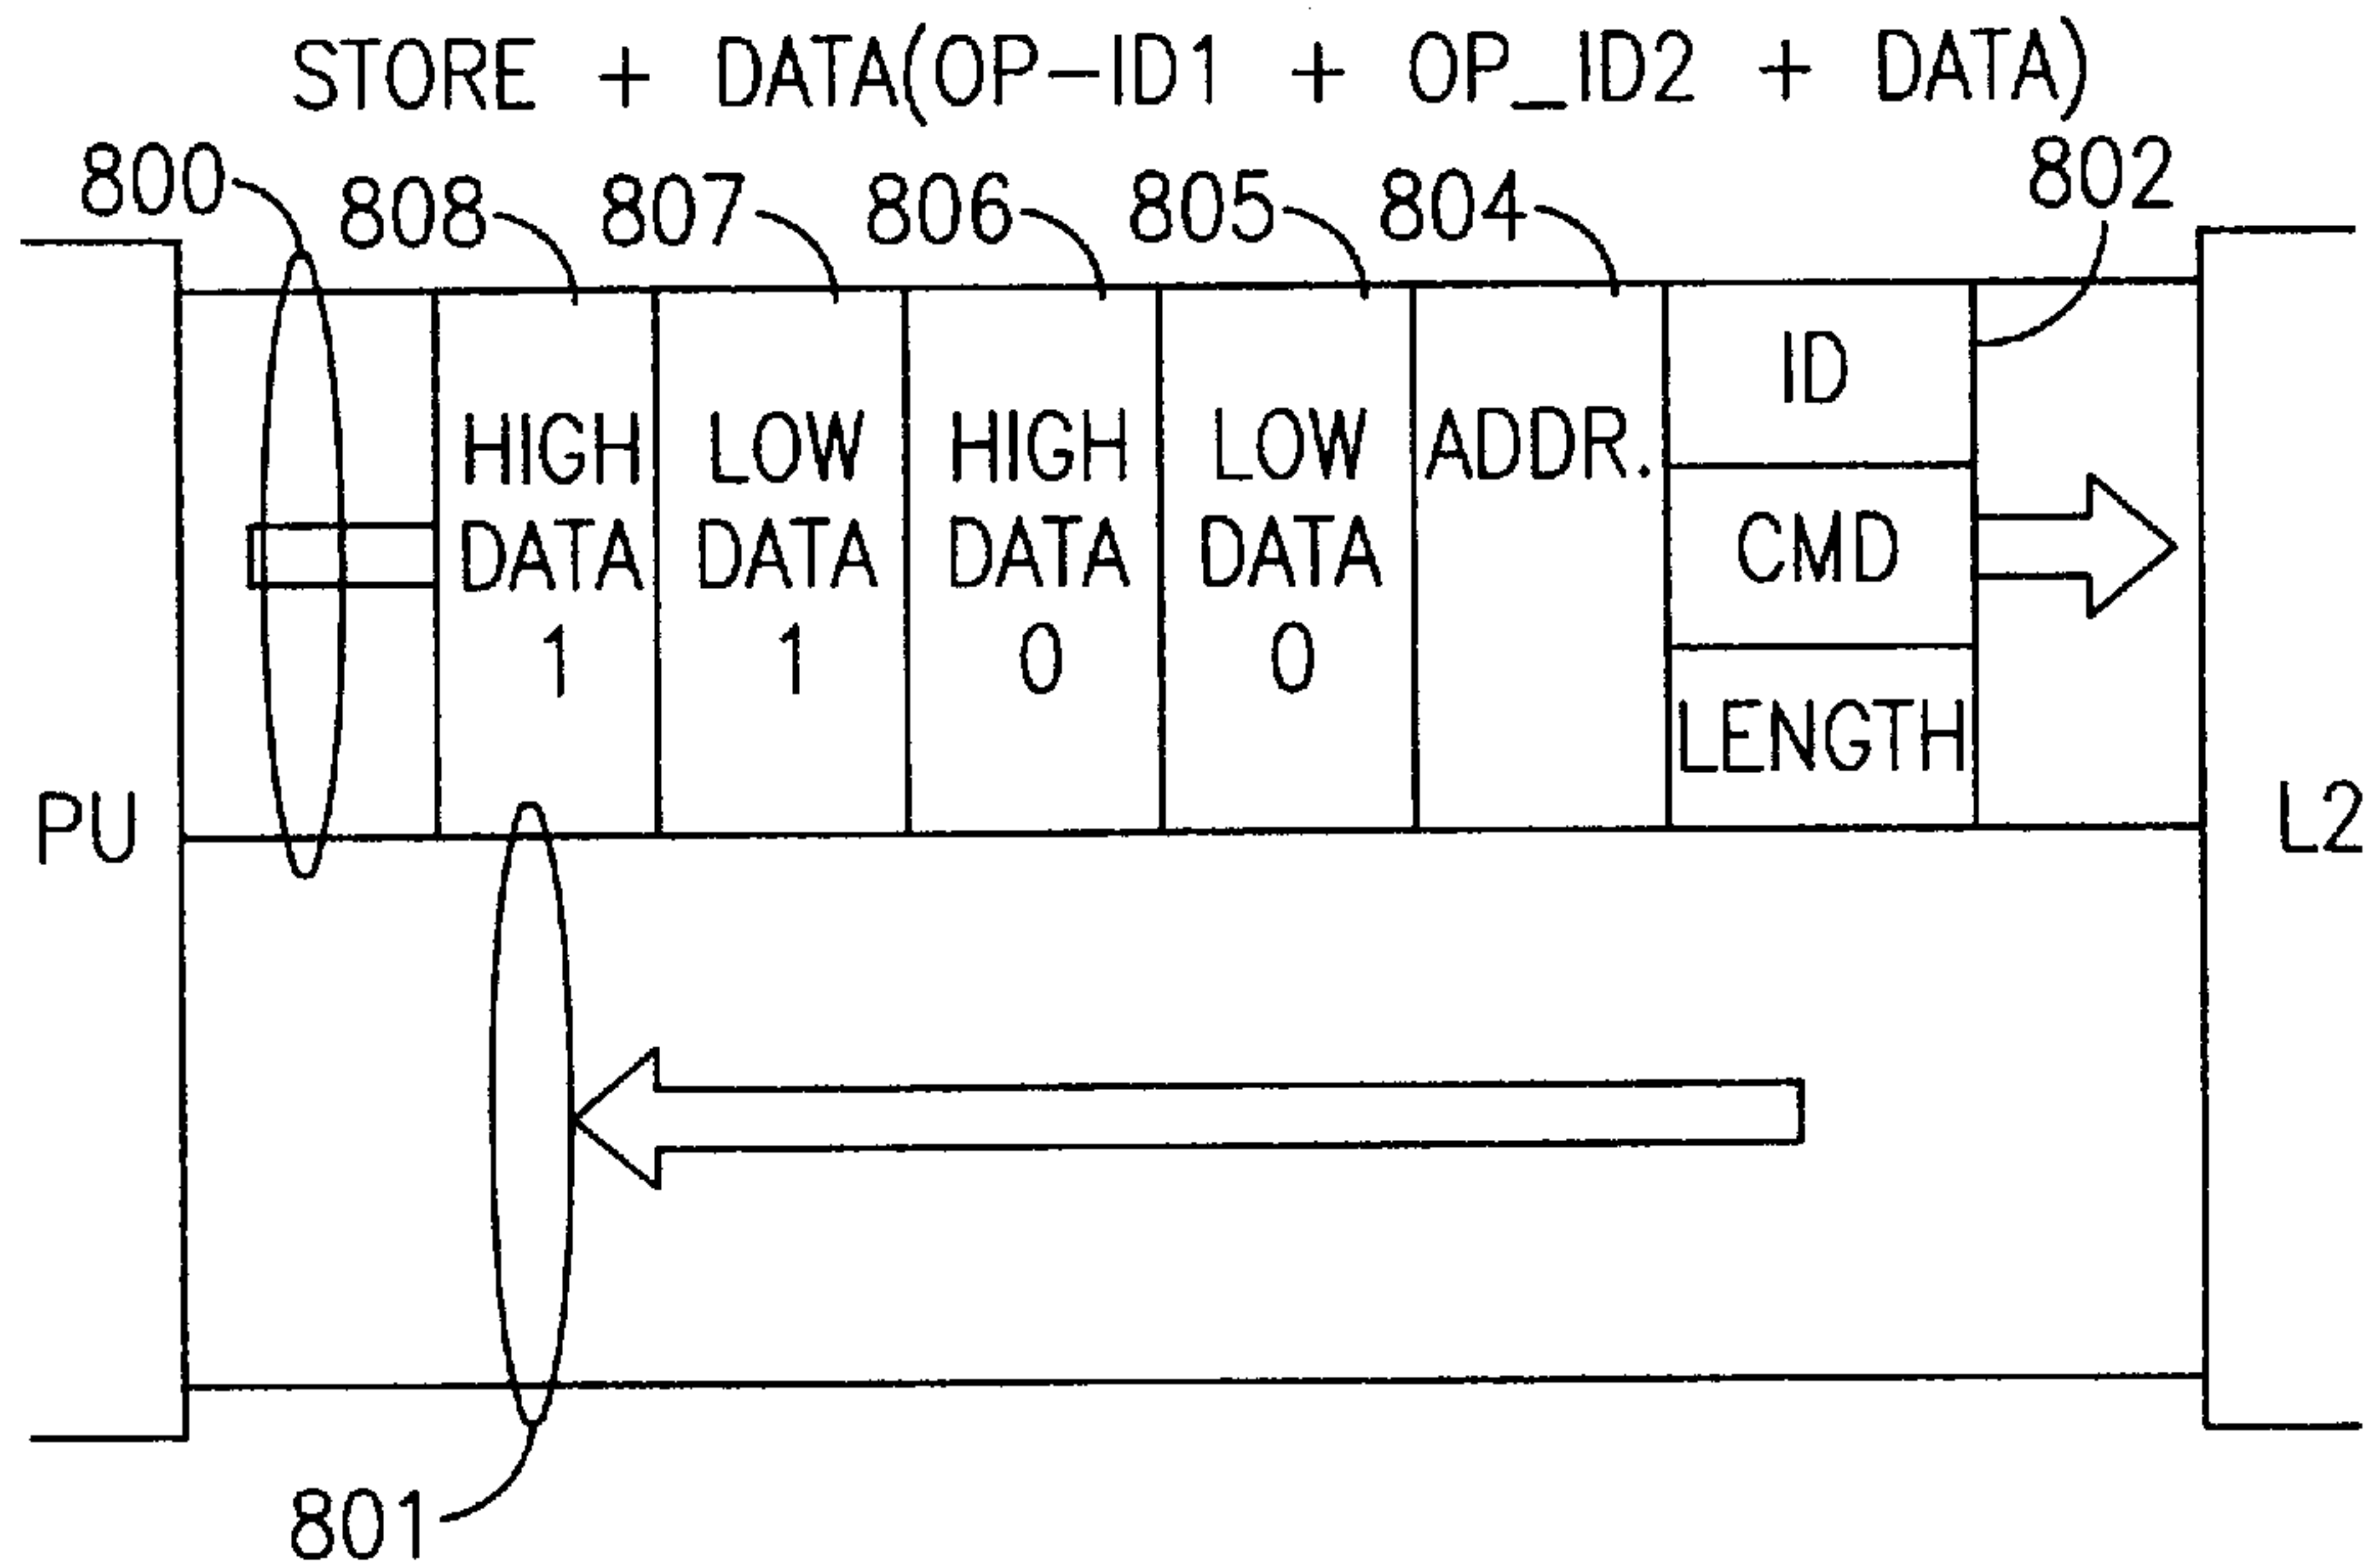 STORE + DATA(OP-ID1 + OP_ID2 + DATA)
800
808
807
806
805
804
802
HIGH
DATA
1
LOW
DATA
1
HIGH
DATA
0
LOW
DATA
0
ADDR.
ID
CMD
LENGTH
PU
L2
801